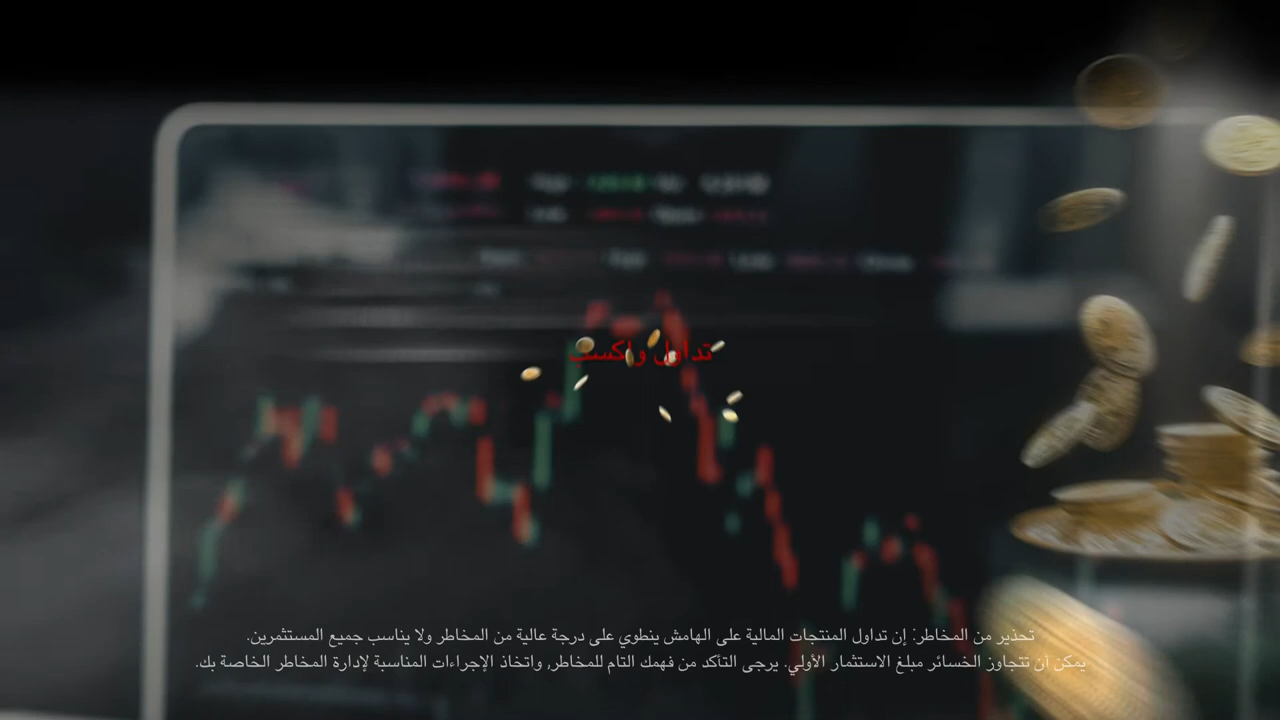 تداول واكسب
تحذير من المخاطر: إن تداول المنتجات المالية على الهامش ينطوي على درجة عالية من المخاطر ولا يناسب جميع المستثمرين.
يمكن أن تتجاوز الخسائر مبلغ الاستثمار الأولي. يرجى التأكد من فهمك التام للمخاطر، واتخاذ الإجراءات المناسبة لإدارة المخاطر الخاصة بك.